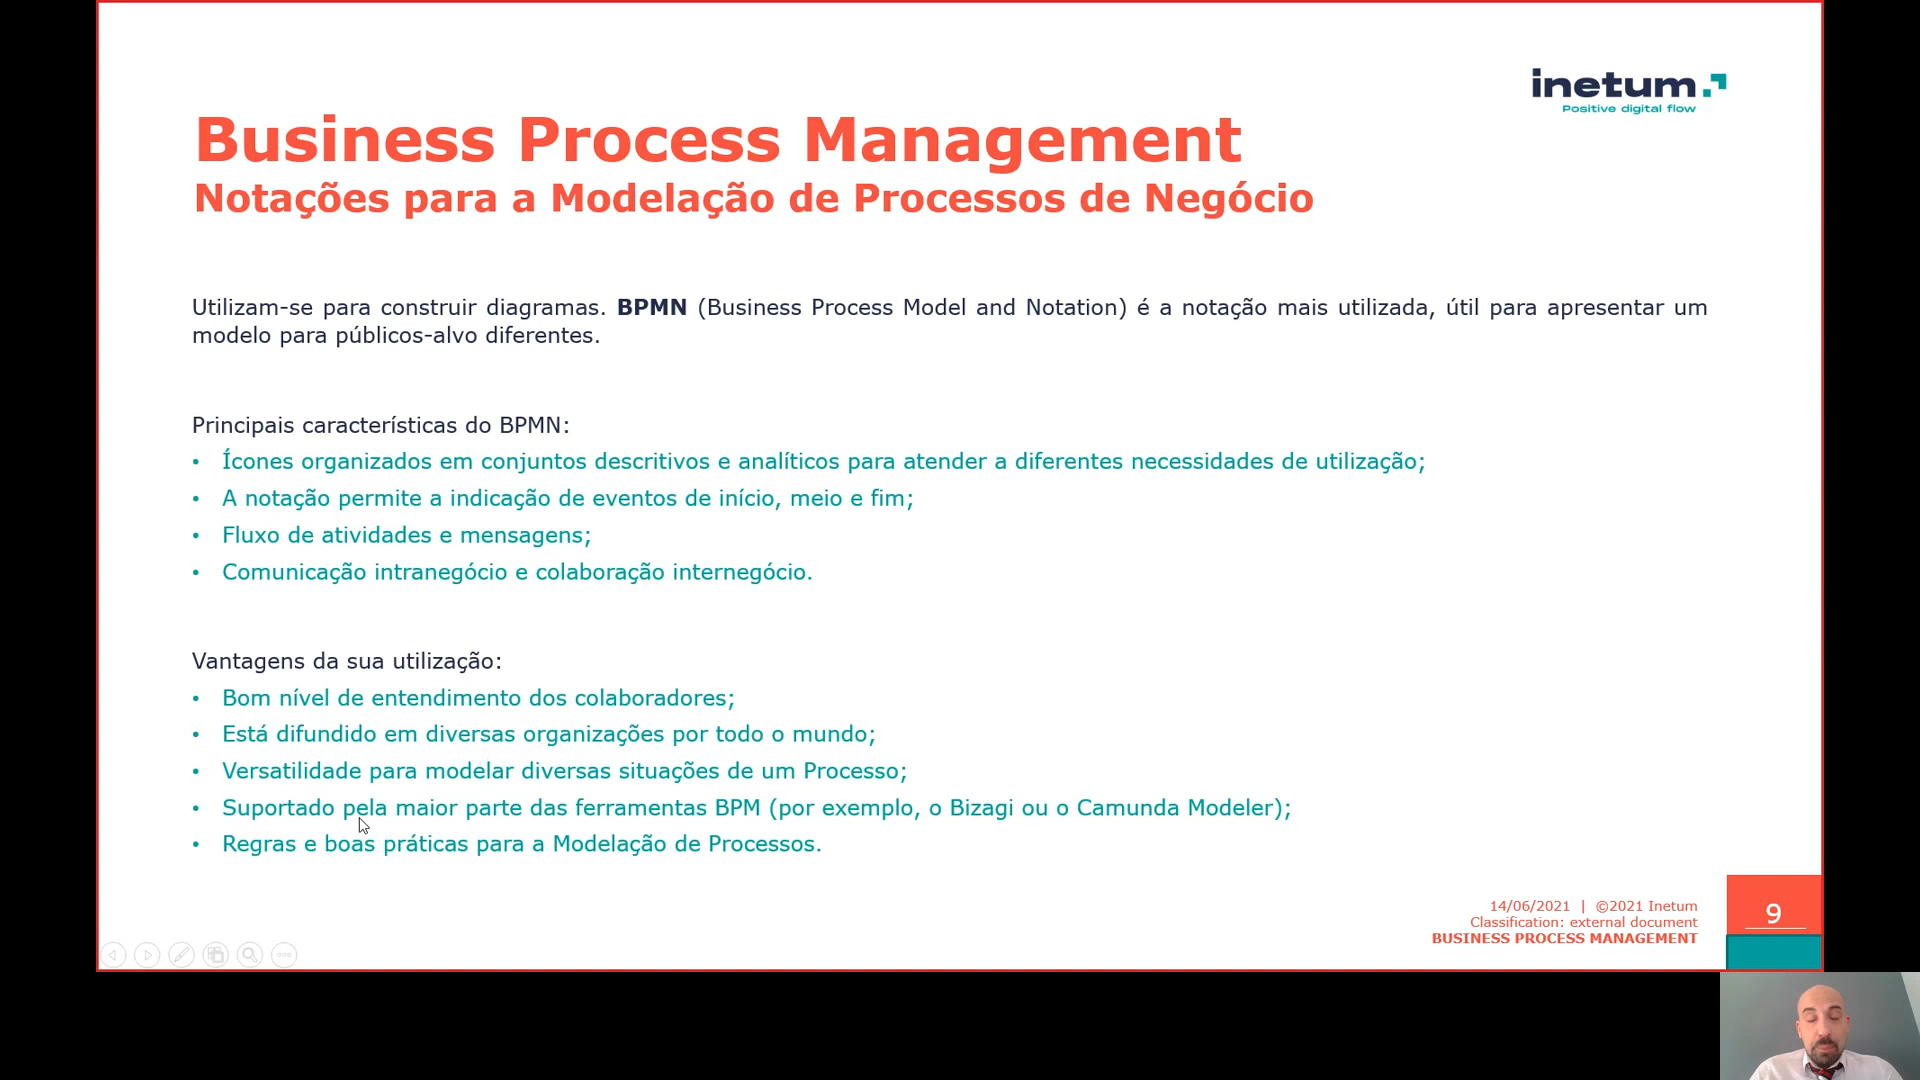 inetum.
Positive digital flow
Business Process Management
Notações para a Modelação de Processos de Negócio
Utilizam-se para construir diagramas. BPMN (Business Process Model and Notation) é a notação mais utilizada, útil para apresentar um
modelo para públicos-alvo diferentes.
Principais características do BPMN:
• Ícones organizados em conjuntos descritivos e analíticos para atender a diferentes necessidades de utilização;
• A notação permite a indicação de eventos de início, meio e fim;
• Fluxo de atividades e mensagens;
• Comunicação intranegócio e colaboração internegócio.
Vantagens da sua utilização:
• Bom nível de entendimento dos colaboradores;
• Está difundido em diversas organizações por todo o mundo;
• Versatilidade para modelar diversas situações de um Processo;
• Suportado pela maior parte das ferramentas BPM (por exemplo, o Bizagi ou o Camunda Modeler);
• Regras e boas práticas para a Modelação de Processos.
14/06/2021 | ©2021 Inetum
Classification: external document
BUSINESS PROCESS MANAGEMENT
9